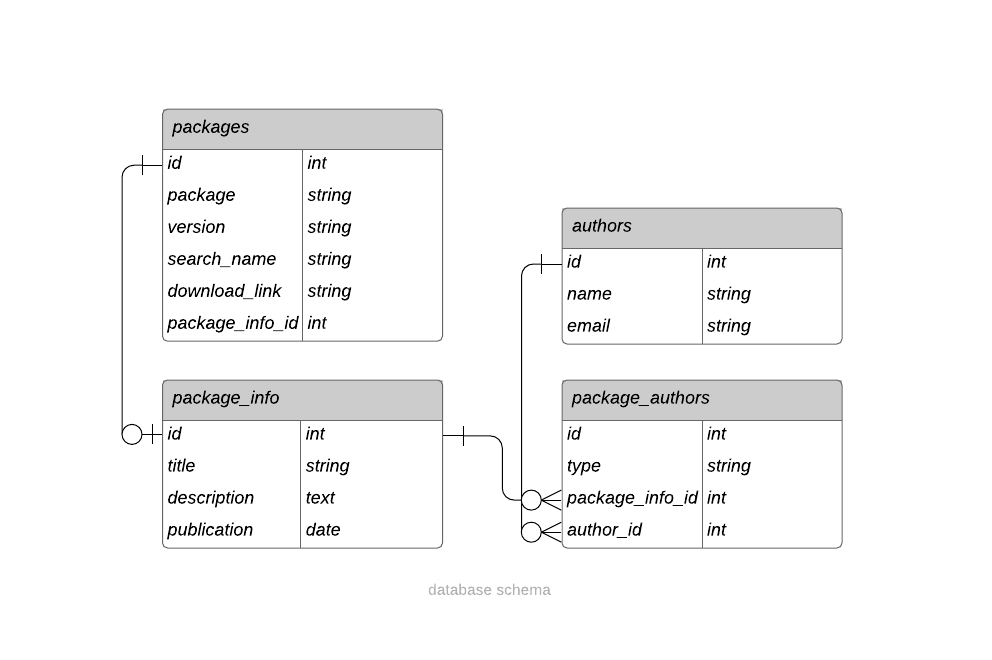 packages
id int
package string
version string
search_name string
download_link string
package_info_id int
authors
id int
name string
email string
package_info
id int
title string
description text
publication date
package_authors
id int
type string
package_info_id int
author_id int
database schema